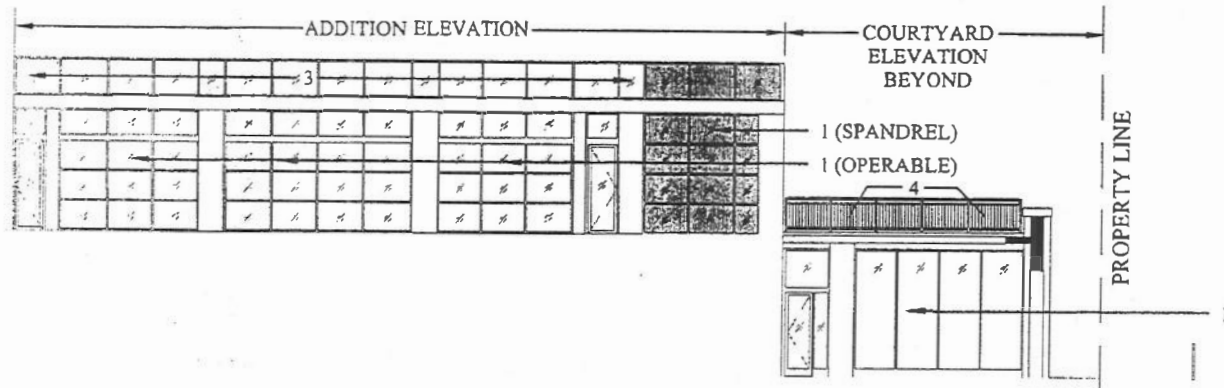 ADDITION ELEVATION
COURTYARD
ELEVATION
BEYOND
3
1 (SPANDREL)
1 (OPERABLE)
4
PROPERTY LINE